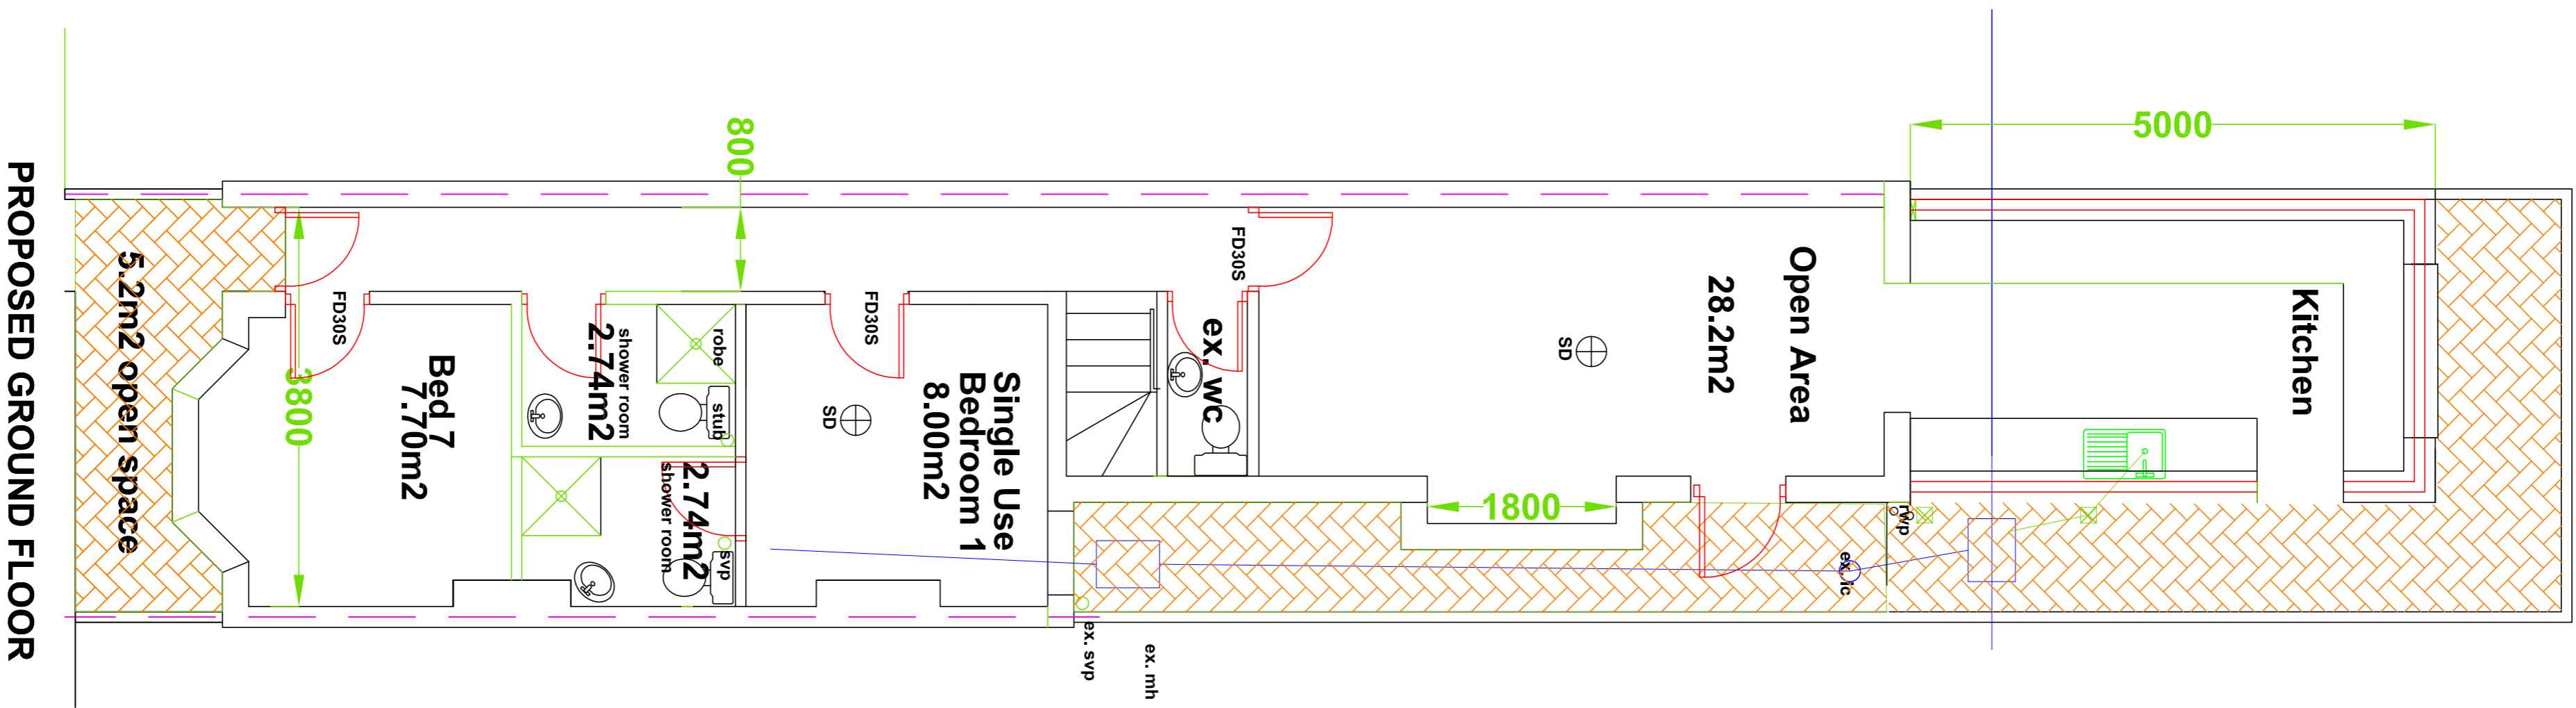 PROPOSED GROUND FLOOR
5.2m2 open space
3800
FD30S
Bed 7
7.70m2
shower room
2.74m2
robe
stub
2.74m2
shower room
svp
800
FD30S
SD
Single Use
Bedroom 1
8.00m2
ex. svp
ex. mh
ex. wc
FD30S
1800
SD
Open Area
28.2m2
ex. ic
rwp
5000
Kitchen